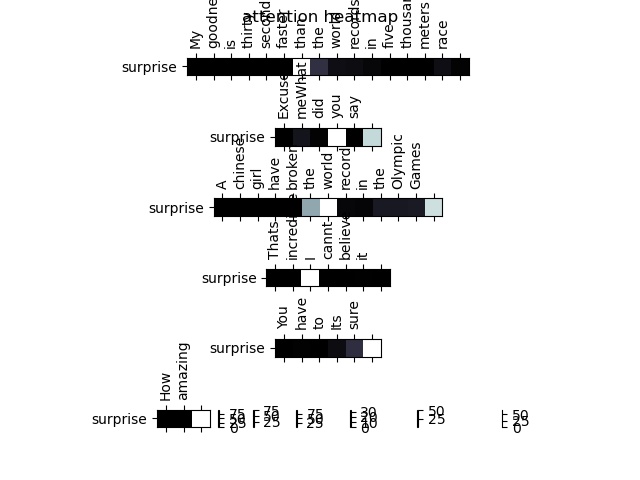 attention heatmap
My goodness is thirty seconds faster than the world records in five thousand meters race
surprise
Excuse meWhat did you say
surprise
A chinese girl have broken the world record in the Olympic Games
surprise
Thats incredible I cannt believe it
surprise
You have to Its sure
surprise
How amazing
surprise
75 50 25 0
75 50 25
75 50 25
30 20 10 0
50 25
50 25 0